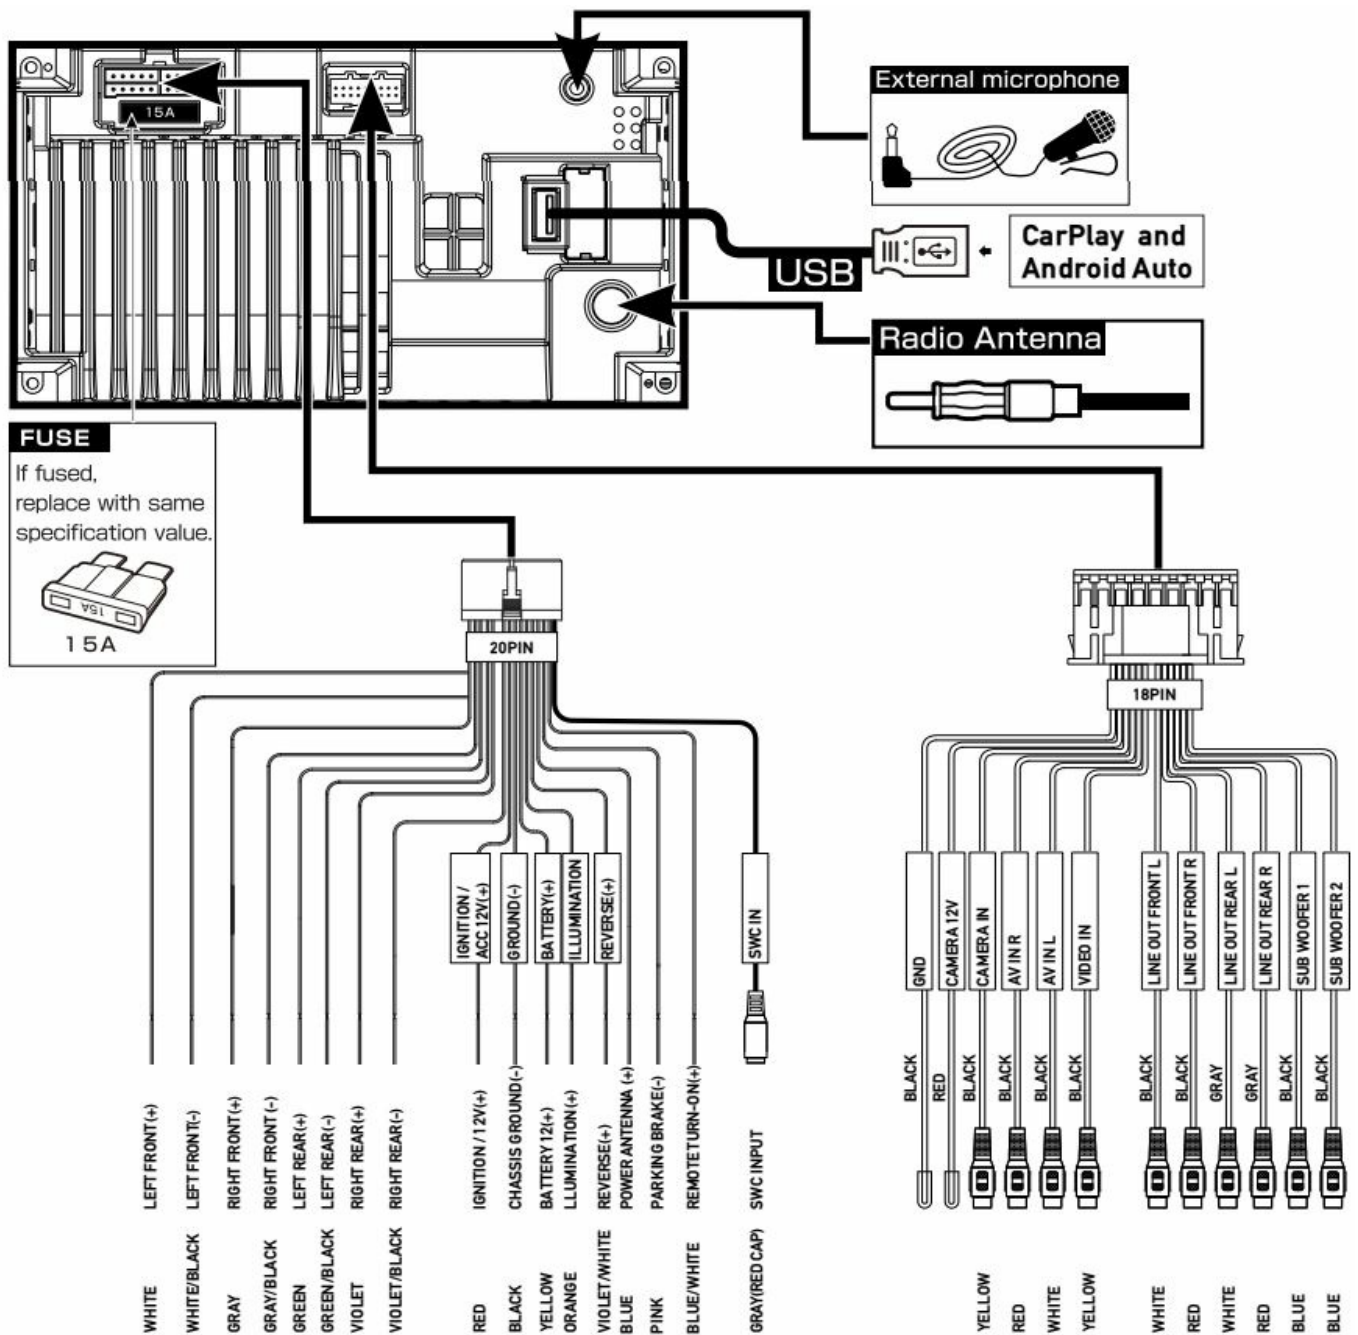 15A
External microphone
CarPlay and
Android Auto
USB
Radio Antenna
FUSE
If fused,
replace with same
specification value.
15A
15A
20PIN
18PIN
IGNITION /
ACC 12V(+)
GROUND(-)
BATTERY(+)
ILLUMINATION
REVERSE(+)
SWC IN
GND
CAMERA 12V
CAMERA IN
AV IN R
AV IN L
VIDEO IN
LINE OUT FRONT L
LINE OUT FRONT R
LINE OUT REAR L
LINE OUT REAR R
SUB WOOFER 1
SUB WOOFER 2
BLACK
RED
BLACK
BLACK
BLACK
BLACK
BLACK
BLACK
GRAY
GRAY
BLACK
BLACK
LEFT FRONT(+)
LEFT FRONT(-)
RIGHT FRONT(+)
RIGHT FRONT(-)
LEFT REAR(+)
LEFT REAR(-)
RIGHT REAR(+)
RIGHT REAR(-)
IGNITION / 12V(+)
CHASSIS GROUND(-)
BATTERY 12(+)
ILLUMINATION(+)
REVERSE(+)
POWER ANTENNA (+)
PARKING BRAKE(-)
REMOTE TURN-ON(+)
SWC INPUT
WHITE
WHITE/BLACK
GRAY
GRAY/BLACK
GREEN
GREEN/BLACK
VIOLET
VIOLET/BLACK
RED
BLACK
YELLOW
ORANGE
VIOLET/WHITE
BLUE
PINK
BLUE/WHITE
GRAY(RED CAP)
YELLOW
RED
WHITE
YELLOW
WHITE
RED
WHITE
RED
BLUE
BLUE